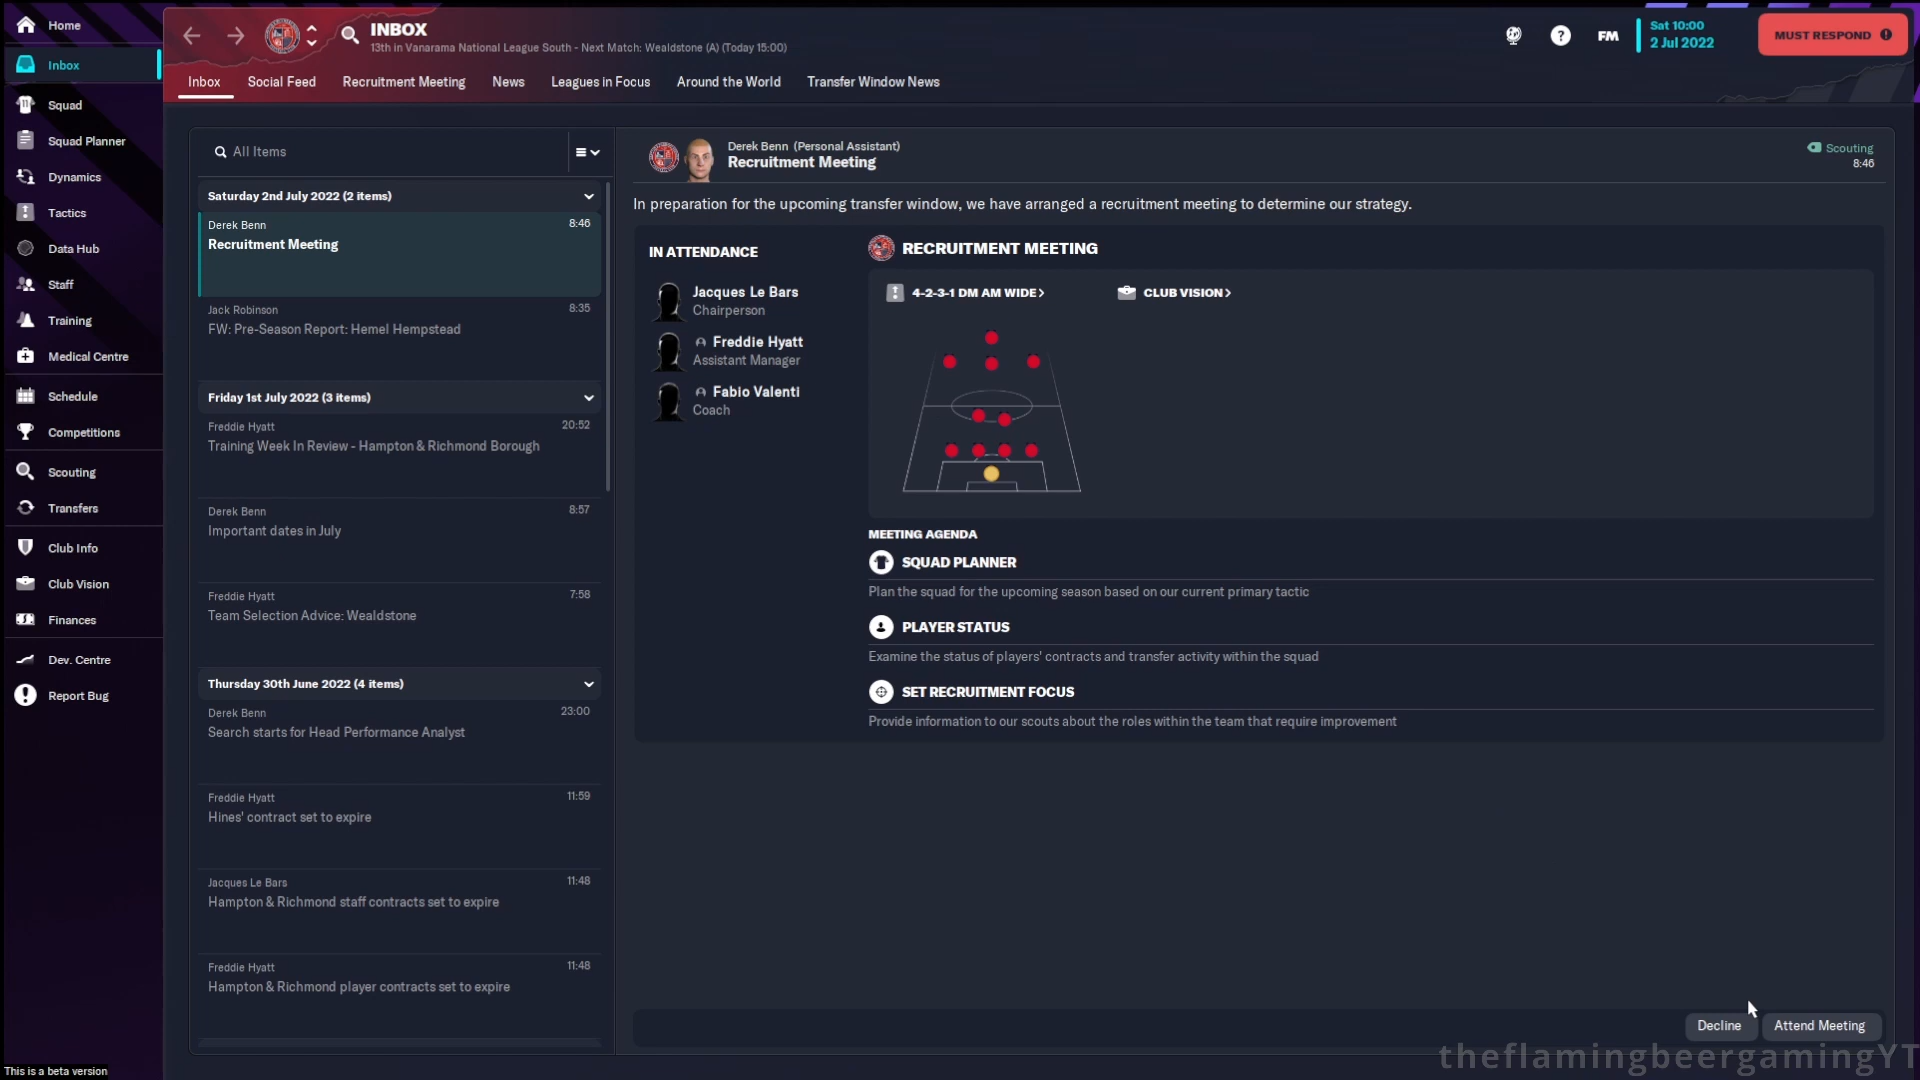 Home
Inbox
Squad
Squad Planner
Dynamics
Tactics
Data Hub
Staff
Training
Medical Centre
Schedule
Competitions
Scouting
Transfers
Club Info
Club Vision
Finances
Dev. Centre
Report Bug
This is a beta version
INBOX
13th in Vanarama National League South - Next Match: Wealdstone (A) (Today 15:00)
FM
Sat 10:00
2 Jul 2022
MUST RESPOND
Inbox Social Feed Recruitment Meeting News Leagues in Focus Around the World Transfer Window News
All Items
Saturday 2nd July 2022 (2 items)
Derek Benn 8:46
Recruitment Meeting
Jack Robinson 8:35
FW: Pre-Season Report: Hemel Hempstead
Friday 1st July 2022 (3 items)
Freddie Hyatt 20:52
Training Week In Review - Hampton & Richmond Borough
Derek Benn 8:57
Important dates in July
Freddie Hyatt 7:58
Team Selection Advice: Wealdstone
Thursday 30th June 2022 (4 items)
Derek Benn 23:00
Search starts for Head Performance Analyst
Freddie Hyatt 11:59
Hines' contract set to expire
Jacques Le Bars 11:48
Hampton & Richmond staff contracts set to expire
Freddie Hyatt 11:48
Hampton & Richmond player contracts set to expire
Derek Benn (Personal Assistant)
Recruitment Meeting
Scouting
8:46
In preparation for the upcoming transfer window, we have arranged a recruitment meeting to determine our strategy.
IN ATTENDANCE
Jacques Le Bars
Chairperson
Freddie Hyatt
Assistant Manager
Fabio Valenti
Coach
RECRUITMENT MEETING
4-2-3-1 DM AM WIDE> CLUB VISION>
MEETING AGENDA
SQUAD PLANNER
Plan the squad for the upcoming season based on our current primary tactic
PLAYER STATUS
Examine the status of players' contracts and transfer activity within the squad
SET RECRUITMENT FOCUS
Provide information to our scouts about the roles within the team that require improvement
Decline Attend Meeting
theflamingbeergamingYT